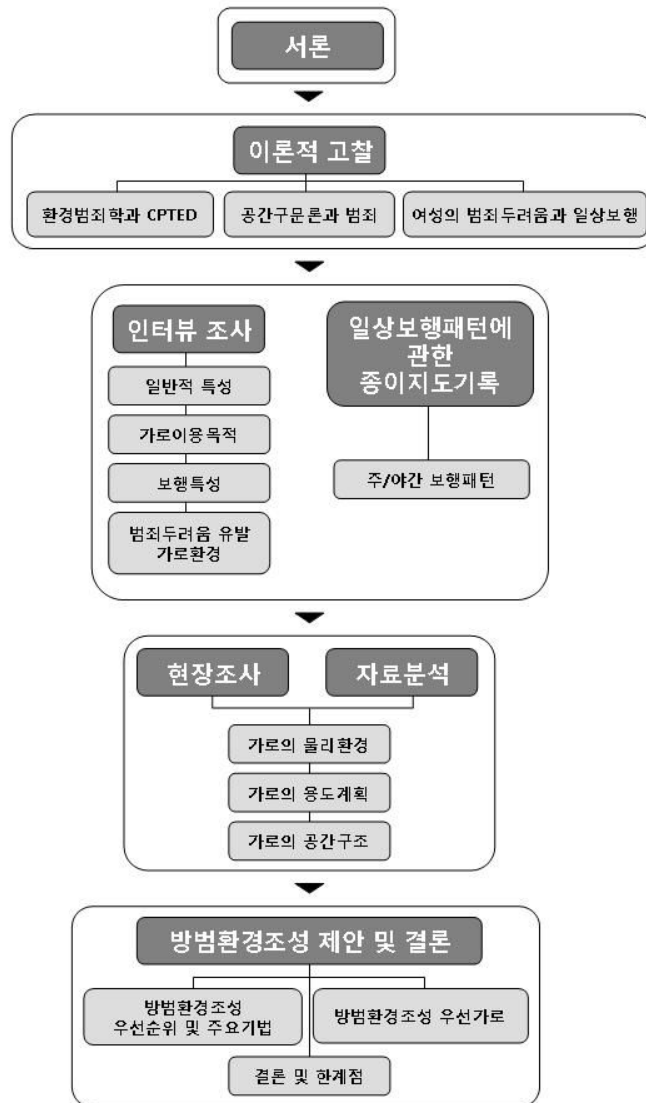 서론
이론적 고찰
환경범죄학과 CPTED
공간구문론과 범죄
여성의 범죄두려움과 일상보행
인터뷰 조사
일반적 특성
가로이용목적
보행특성
범죄두려움 유발
가로환경
일상보행패턴에
관한
종이지도기록
주/야간 보행패턴
현장조사
자료분석
가로의 물리환경
가로의 용도계획
가로의 공간구조
방범환경조성 제안 및 결론
방범환경조성
우선순위 및 주요기법
방범환경조성 우선가로
결론 및 한계점